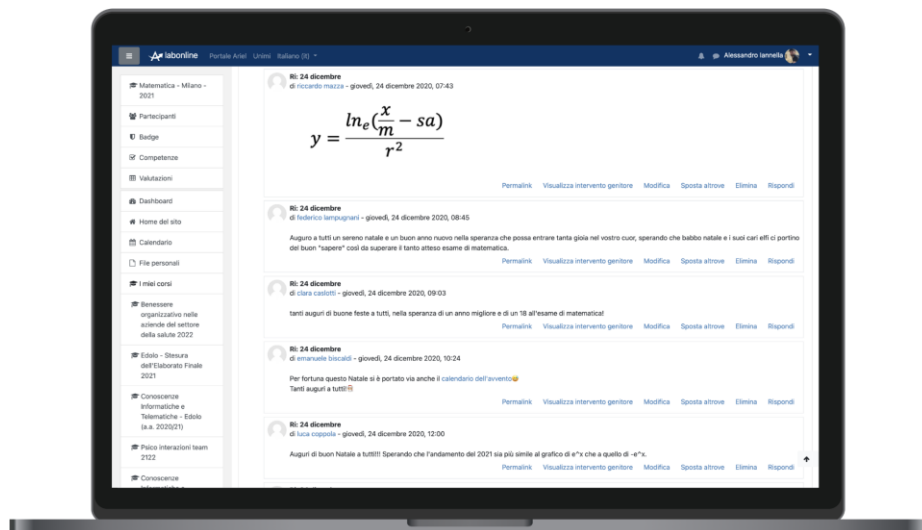 labonline Portale Ariel Unimi Italiano (it) Alessandro Iannella
Matematica - Milano -
2021
Partecipanti
Badge
Competenze
Valutazioni
Dashboard
Home del sito
Calendario
File personali
I miei corsi
Benessere
organizzativo nelle
aziende del settore
della salute 2022
Edolo - Stesura
dell'Elaborato Finale
2021
Conoscenze
Informatiche e
Telematiche - Edolo
(a.a. 2020/21)
Psico interazioni team
2122
Conoscenze
Ri: 24 dicembre
di riccardo mazza - giovedì, 24 dicembre 2020, 07:43
y = ln_e(x/m − sa) / r²
Permalink Visualizza intervento genitore Modifica Sposta altrove Elimina Rispondi
Ri: 24 dicembre
di federico lampugnani - giovedì, 24 dicembre 2020, 08:45
Auguro a tutti un sereno natale e un buon anno nuovo nella speranza che possa entrare tanta gioia nel vostro cuor, sperando che babbo natale e i suoi cari elfi ci portino
del buon "sapere" così da superare il tanto atteso esame di matematica.
Permalink Visualizza intervento genitore Modifica Sposta altrove Elimina Rispondi
Ri: 24 dicembre
di clara caslotti - giovedì, 24 dicembre 2020, 09:03
tanti auguri di buone feste a tutti, nella speranza di un anno migliore e di un 18 all'esame di matematica!
Permalink Visualizza intervento genitore Modifica Sposta altrove Elimina Rispondi
Ri: 24 dicembre
di emanuele biscaldi - giovedì, 24 dicembre 2020, 10:24
Per fortuna questo Natale si è portato via anche il calendario dell'avvento😅
Tanti auguri a tutti!🎅
Permalink Visualizza intervento genitore Modifica Sposta altrove Elimina Rispondi
Ri: 24 dicembre
di luca coppola - giovedì, 24 dicembre 2020, 12:00
Auguri di buon Natale a tutti!!! Sperando che l'andamento del 2021 sia più simile al grafico di e^x che a quello di -e^x.
Permalink Visualizza intervento genitore Modifica Sposta altrove Elimina Rispondi